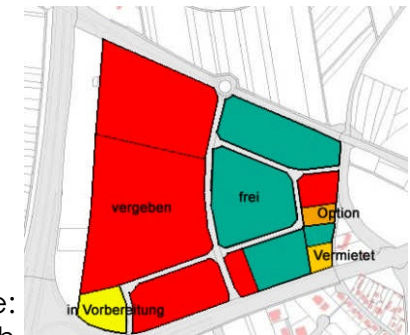 vergeben
frei
Option
Vermietet
in Vorbereitung
e: